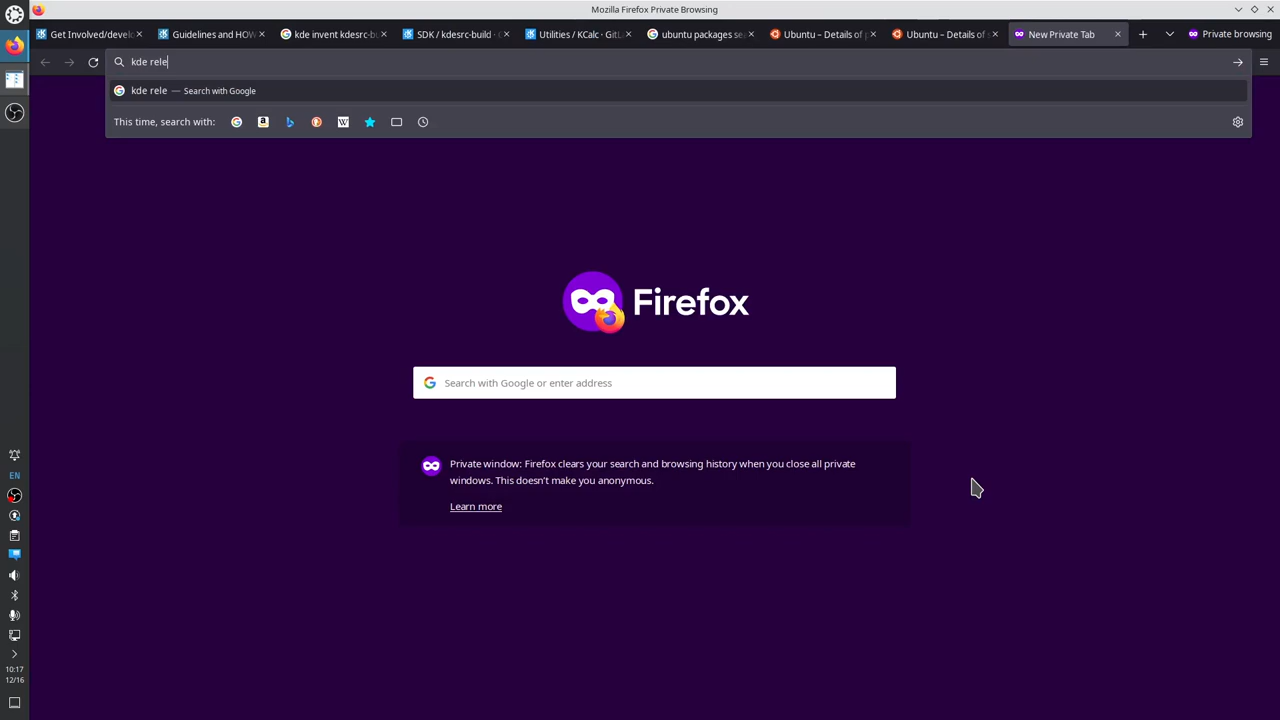 Mozilla Firefox Private Browsing
Get Involved/devel
Guidelines and HOW
kde invent kdesrc-bu
SDK / kdesrc-build · G
Utilities / KCalc · GitL
ubuntu packages sea
Ubuntu – Details of p
Ubuntu – Details of s
New Private Tab
Private browsing
kde rele
kde rele — Search with Google
This time, search with:
Firefox
Search with Google or enter address
Private window: Firefox clears your search and browsing history when you close all private
windows. This doesn’t make you anonymous.
Learn more
EN
10:17
12/16